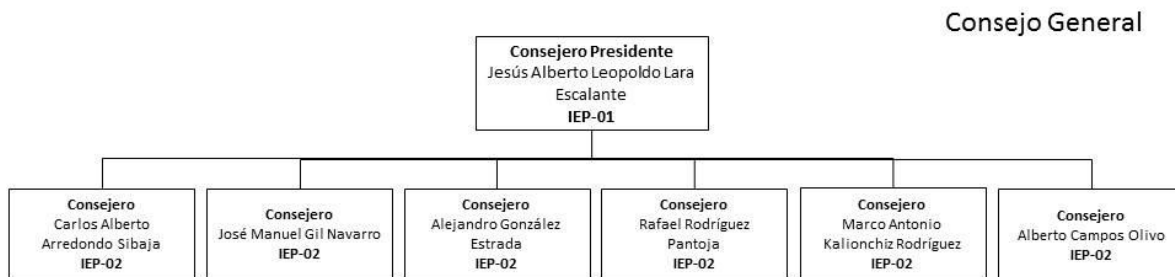 Consejo General
Consejero Presidente
Jesús Alberto Leopoldo Lara
Escalante
IEP-01
Consejero
Carlos Alberto
Arredondo Sibaja
IEP-02
Consejero
José Manuel Gil Navarro
IEP-02
Consejero
Alejandro González
Estrada
IEP-02
Consejero
Rafael Rodríguez
Pantoja
IEP-02
Consejero
Marco Antonio
Kalionchiz Rodríguez
IEP-02
Consejero
Alberto Campos Olivo
IEP-02